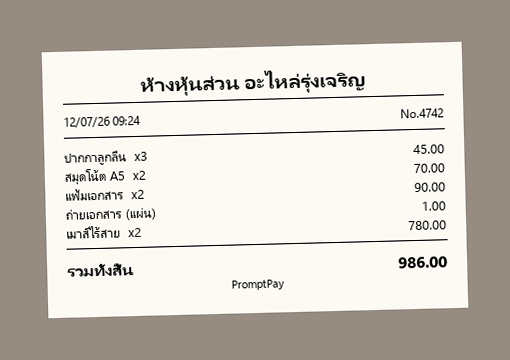 ห้างหุ้นส่วน อะไหล่รุ่งเจริญ
12/07/26 09:24 No.4742
ปากกาลูกลื่น x3 45.00
สมุดโน้ต A5 x2 70.00
แฟ้มเอกสาร x2 90.00
ถ่ายเอกสาร (แผ่น) 1.00
เมาส์ไร้สาย x2 780.00
รวมทั้งสิ้น 986.00
PromptPay